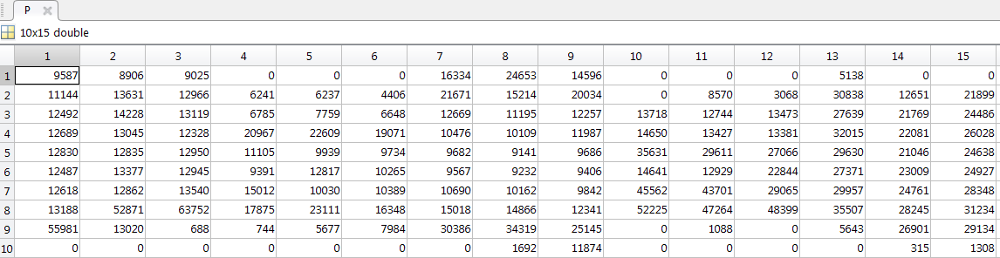 P
10x15 double
1 2 3 4 5 6 7 8 9 10 11 12 13 14 15
1 9587 8906 9025 0 0 0 16334 24653 14596 0 0 0 5138 0 0
2 11144 13631 12966 6241 6237 4406 21671 15214 20034 0 8570 3068 30838 12651 21899
3 12492 14228 13119 6785 7759 6648 12669 11195 12257 13718 12744 13473 27639 21769 24486
4 12689 13045 12328 20967 22609 19071 10476 10109 11987 14650 13427 13381 32015 22081 26028
5 12830 12835 12950 11105 9939 9734 9682 9141 9686 35631 29611 27066 29630 21046 24638
6 12487 13377 12945 9391 12817 10265 9567 9232 9406 14641 12929 22844 27371 23009 24927
7 12618 12862 13540 15012 10030 10389 10690 10162 9842 45562 43701 29065 29957 24761 28348
8 13188 52871 63752 17875 23111 16348 15018 14866 12341 52225 47264 48399 35507 28245 31234
9 55981 13020 688 744 5677 7984 30386 34319 25145 0 1088 0 5643 26901 29134
10 0 0 0 0 0 0 0 1692 11874 0 0 0 0 315 1308